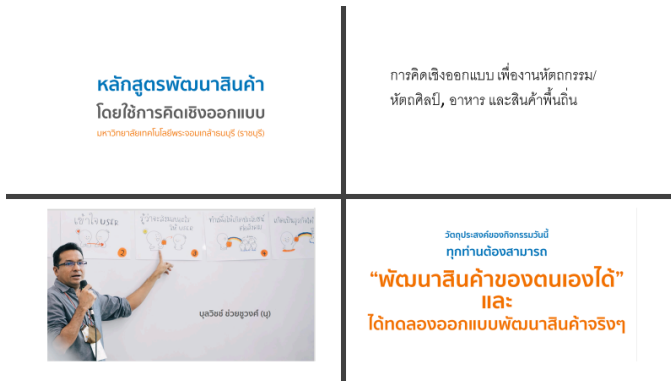 หลักสูตรพัฒนาสินค้า
โดยใช้การคิดเชิงออกแบบ
มหาวิทยาลัยเทคโนโลยีพระจอมเกล้าธนบุรี (ราชบุรี)
การคิดเชิงออกแบบ เพื่องานหัตถกรรม/
หัตถศิลป์, อาหาร และสินค้าพื้นถิ่น
เข้าใจ
2
3
4
นุลวิชช์ ช่วยชูวงศ์ (นุ)
วัตถุประสงค์ของกิจกรรมวันนี้
ทุกท่านต้องสามารถ
“พัฒนาสินค้าของตนเองได้”
และ
ได้ทดลองออกแบบพัฒนาสินค้าจริงๆ